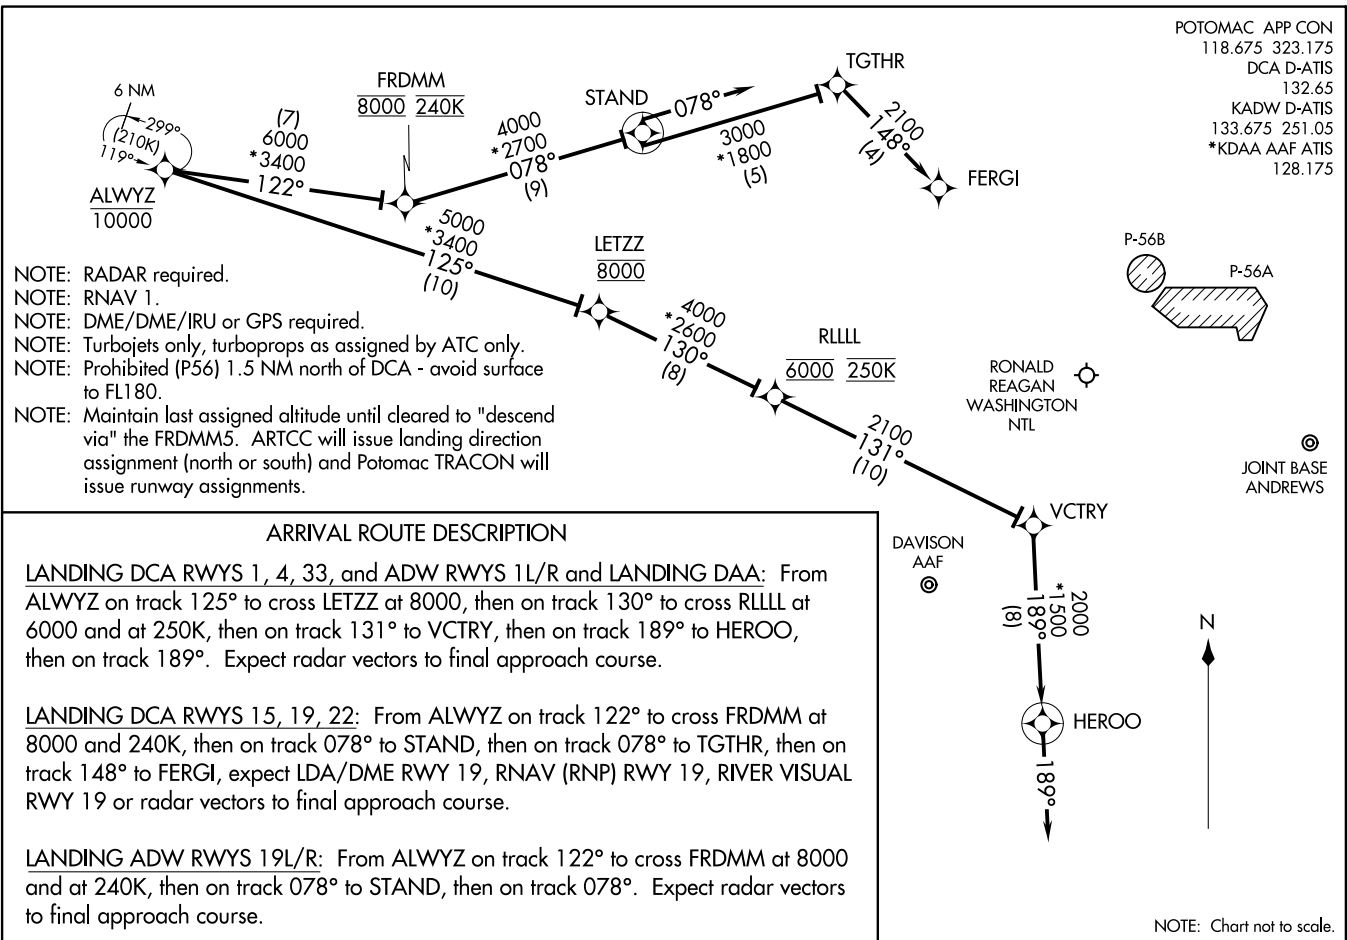 POTOMAC APP CON
118.675 323.175
DCA D-ATIS
132.65
KADW D-ATIS
133.675 251.05
*KDAA AAF ATIS
128.175
6 NM
299°
(210K)
119°
ALWYZ
10000
(7)
6000
*3400
122°
FRDMM
8000 240K
4000
*2700
078°
(9)
STAND
078°
3000
*1800
(5)
TGTHR
2100
148°
(4)
FERGI
5000
*3400
125°
(10)
LETZZ
8000
4000
*2600
130°
(8)
RLLLL
6000 250K
2100
131°
(10)
P-56B
P-56A
RONALD
REAGAN
WASHINGTON
NTL
JOINT BASE
ANDREWS
VCTRY
DAVISON
AAF
2000
*1500
189°
(8)
HEROO
189°
N
NOTE: RADAR required.
NOTE: RNAV 1.
NOTE: DME/DME/IRU or GPS required.
NOTE: Turbojets only, turboprops as assigned by ATC only.
NOTE: Prohibited (P56) 1.5 NM north of DCA - avoid surface
to FL180.
NOTE: Maintain last assigned altitude until cleared to "descend
via" the FRDMM5. ARTCC will issue landing direction
assignment (north or south) and Potomac TRACON will
issue runway assignments.
ARRIVAL ROUTE DESCRIPTION
LANDING DCA RWYS 1, 4, 33, and ADW RWYS 1L/R and LANDING DAA: From
ALWYZ on track 125° to cross LETZZ at 8000, then on track 130° to cross RLLLL at
6000 and at 250K, then on track 131° to VCTRY, then on track 189° to HEROO,
then on track 189°. Expect radar vectors to final approach course.
LANDING DCA RWYS 15, 19, 22: From ALWYZ on track 122° to cross FRDMM at
8000 and 240K, then on track 078° to STAND, then on track 078° to TGTHR, then on
track 148° to FERGI, expect LDA/DME RWY 19, RNAV (RNP) RWY 19, RIVER VISUAL
RWY 19 or radar vectors to final approach course.
LANDING ADW RWYS 19L/R: From ALWYZ on track 122° to cross FRDMM at 8000
and at 240K, then on track 078° to STAND, then on track 078°. Expect radar vectors
to final approach course.
NOTE: Chart not to scale.